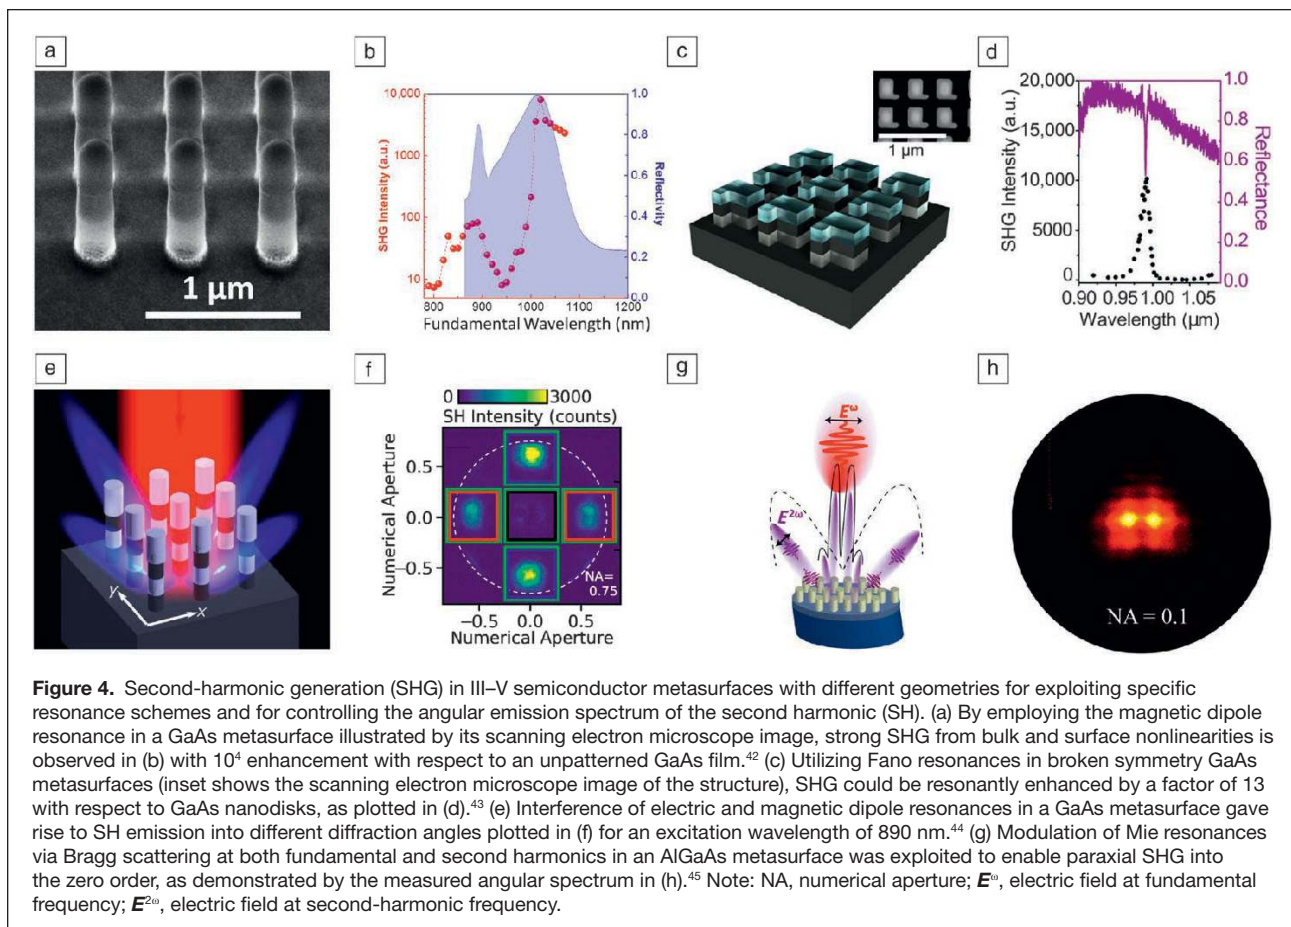 a
b
c
d
1 μm
10,000
1000
100
10
SHG Intensity (a.u.)
1.0
0.8
0.6
0.4
0.2
0.0
Reflectivity
800 900 1000 1100 1200
Fundamental Wavelength (nm)
1 μm
20,000
15,000
10,000
5000
0
SHG Intensity (a.u.)
1.0
0.8
0.6
0.4
0.2
0.0
Reflectance
0.90 0.95 1.00 1.05
Wavelength (μm)
e
f
g
h
y
x
0 3000
SH Intensity (counts)
0.5
0.0
−0.5
Numerical Aperture
NA=
0.75
−0.5 0.0 0.5
Numerical Aperture
Eω
E2ω
NA = 0.1
Figure 4. Second-harmonic generation (SHG) in III–V semiconductor metasurfaces with different geometries for exploiting specific
resonance schemes and for controlling the angular emission spectrum of the second harmonic (SH). (a) By employing the magnetic dipole
resonance in a GaAs metasurface illustrated by its scanning electron microscope image, strong SHG from bulk and surface nonlinearities is
observed in (b) with 10⁴ enhancement with respect to an unpatterned GaAs film.⁴² (c) Utilizing Fano resonances in broken symmetry GaAs
metasurfaces (inset shows the scanning electron microscope image of the structure), SHG could be resonantly enhanced by a factor of 13
with respect to GaAs nanodisks, as plotted in (d).⁴³ (e) Interference of electric and magnetic dipole resonances in a GaAs metasurface gave
rise to SH emission into different diffraction angles plotted in (f) for an excitation wavelength of 890 nm.⁴⁴ (g) Modulation of Mie resonances
via Bragg scattering at both fundamental and second harmonics in an AlGaAs metasurface was exploited to enable paraxial SHG into
the zero order, as demonstrated by the measured angular spectrum in (h).⁴⁵ Note: NA, numerical aperture; Eω, electric field at fundamental
frequency; E2ω, electric field at second-harmonic frequency.